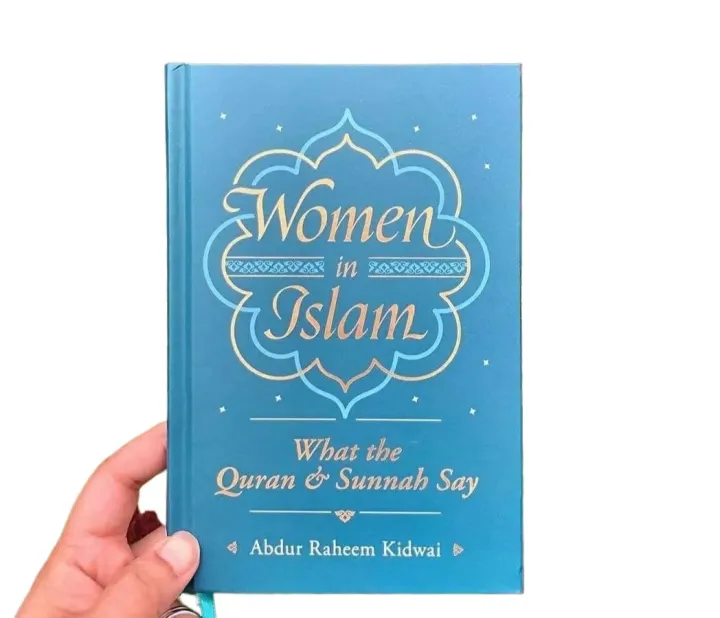 Women
in
Islam
What the
Quran & Sunnah Say
Abdur Raheem Kidwai